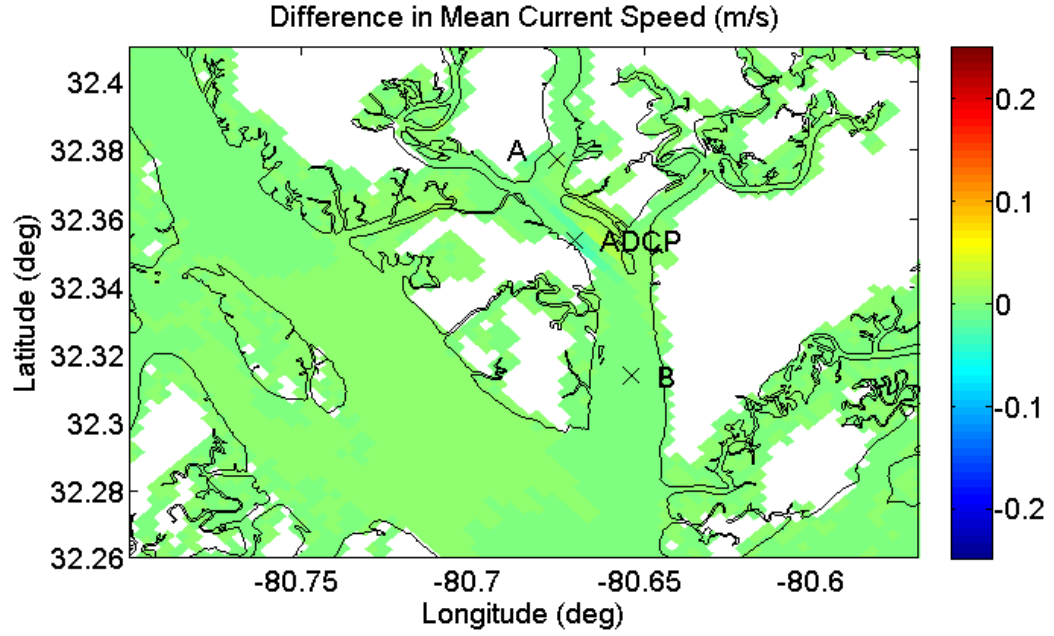 Difference in Mean Current Speed (m/s)
32.4
32.38
32.36
32.34
32.32
32.3
32.28
32.26
Latitude (deg)
A
ADCP
B
-80.75
-80.7
-80.65
-80.6
Longitude (deg)
0.2
0.1
0
-0.1
-0.2